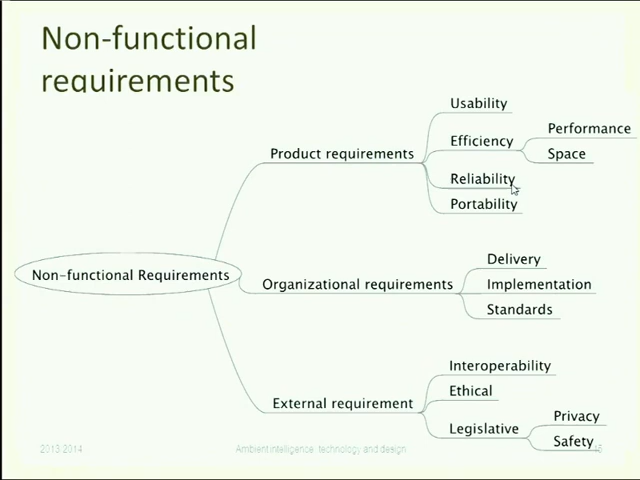 Non-functional
requirements
Usability
Efficiency
Performance
Space
Product requirements
Reliability
Portability
Non-functional Requirements
Organizational requirements
Delivery
Implementation
Standards
External requirement
Interoperability
Ethical
Legislative
Privacy
Safety
2013 2014
Ambient intelligence: technology and design